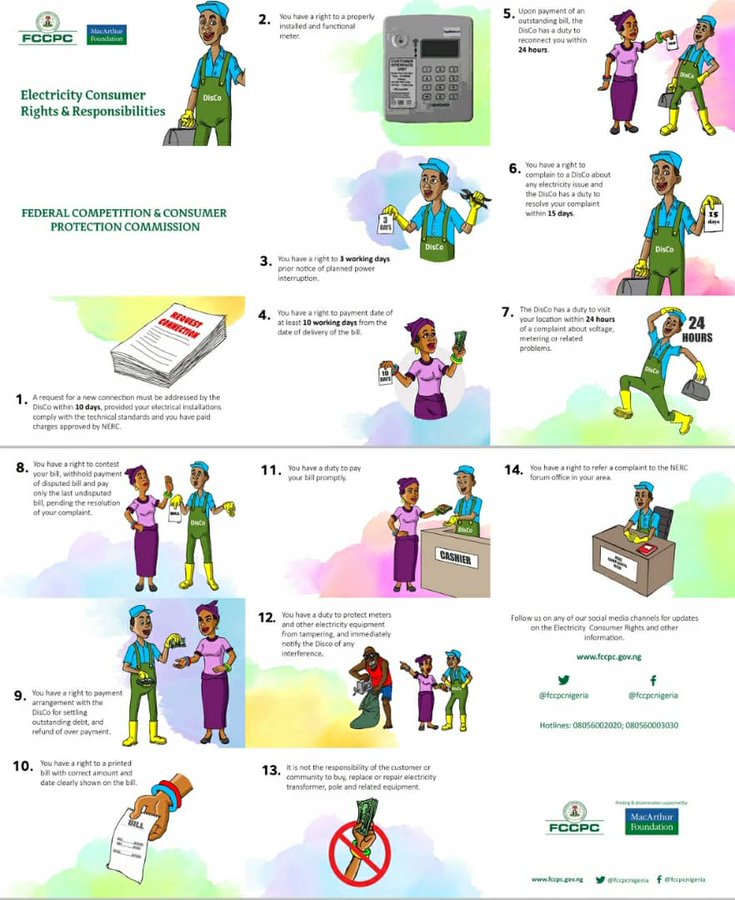 FCCPC
MacArthur
Foundation
DisCo
Electricity Consumer
Rights & Responsibilities
FEDERAL COMPETITION & CONSUMER
PROTECTION COMMISSION
REQUEST
CONNECTION
1. A request for a new connection must be addressed by the
DisCo within 10 days, provided your electrical installations
comply with the technical standards and you have paid
charges approved by NERC.
2. You have a right to a properly
installed and functional
meter.
CUSTOMER
INTERFACE
UNIT
3
DAYS
DisCo
3. You have a right to 3 working days
prior notice of planned power
interruption.
4. You have a right to payment date of
at least 10 working days from the
date of delivery of the bill.
10
DAYS
5. Upon payment of an
outstanding bill, the
DisCo has a duty to
reconnect you within
24 hours.
DisCo
6. You have a right to
complain to a DisCo about
any electricity issue and
the DisCo has a duty to
resolve your complaint
within 15 days.
15
days
DisCo
7. The DisCo has a duty to visit
your location within 24 hours
of a complaint about voltage,
metering or related
problems.
24
HOURS
DisCo
8. You have a right to contest
your bill, withhold payment
of disputed bill and pay
only the last undisputed
bill, pending the resolution
of your complaint.
BILL
DisCo
9. You have a right to payment
arrangement with the
DisCo for settling
outstanding debt, and
refund of over payment.
10. You have a right to a printed
bill with correct amount and
date clearly shown on the bill.
BILL
11. You have a duty to pay
your bill promptly.
DisCo
CASHIER
12. You have a duty to protect meters
and other electricity equipment
from tampering, and immediately
notify the Disco of any
interference.
DisCo
13. It is not the responsibility of the customer or
community to buy, replace or repair electricity
transformer, pole and related equipment.
14. You have a right to refer a complaint to the NERC
forum office in your area.
Follow us on any of our social media channels for updates
on the Electricity Consumer Rights and other
information.
www.fccpc.gov.ng
@fccpcnigeria
@fccpcnigeria
Hotlines: 08056002020; 080560003030
Printing & dissemination supported by:
FCCPC
MacArthur
Foundation
www.fccpc.gov.ng @fccpcnigeria @fccpcnigeria